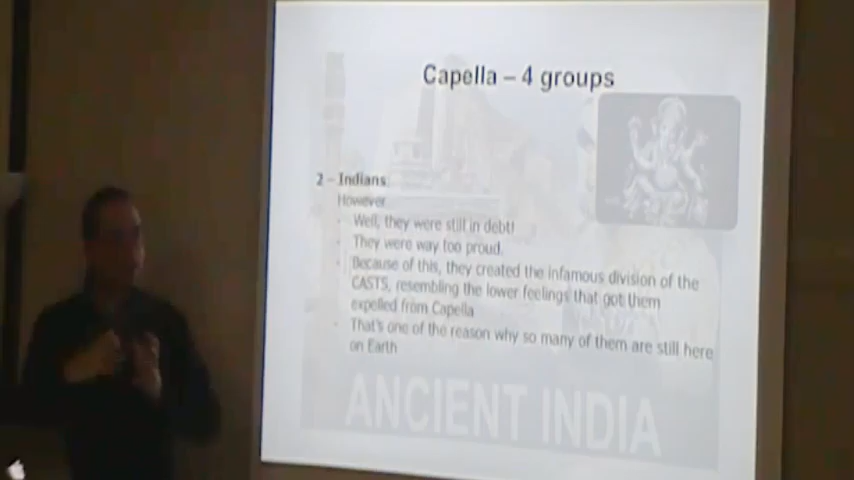 Capella – 4 groups
2 – Indians
However
- Well, they were still in debt!
- They were way too proud.
- Because of this, they created the infamous division of the
CASTS, resembling the lower feelings that got them
expelled from Capella
- That's one of the reason why so many of them are still here
on Earth
ANCIENT INDIA